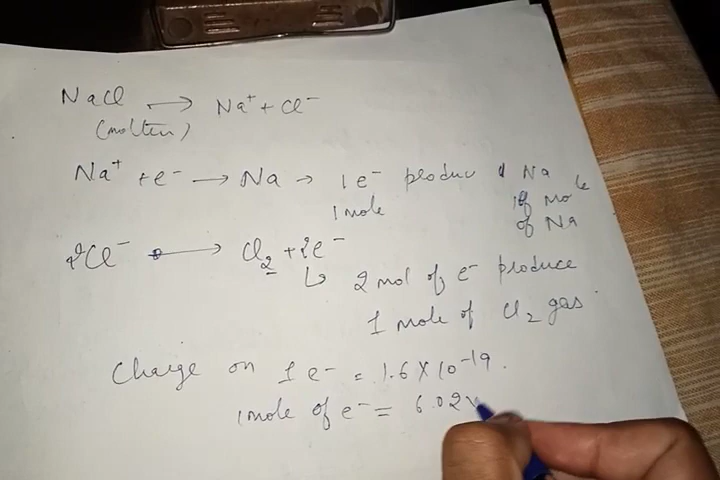 NaCl ⟶ Na⁺ + Cl⁻
(molten)
Na⁺ + e⁻ ⟶ Na → 1 e⁻ produc 1 Na
1 mole 1 mole
of Na
2Cl⁻ ⟶ Cl₂ + 2e⁻
↳ 2 mol of e⁻ produce
1 mole of Cl₂ gas
Charge on 1 e⁻ = 1.6 × 10⁻¹⁹.
1 mole of e⁻ = 6.02 ×